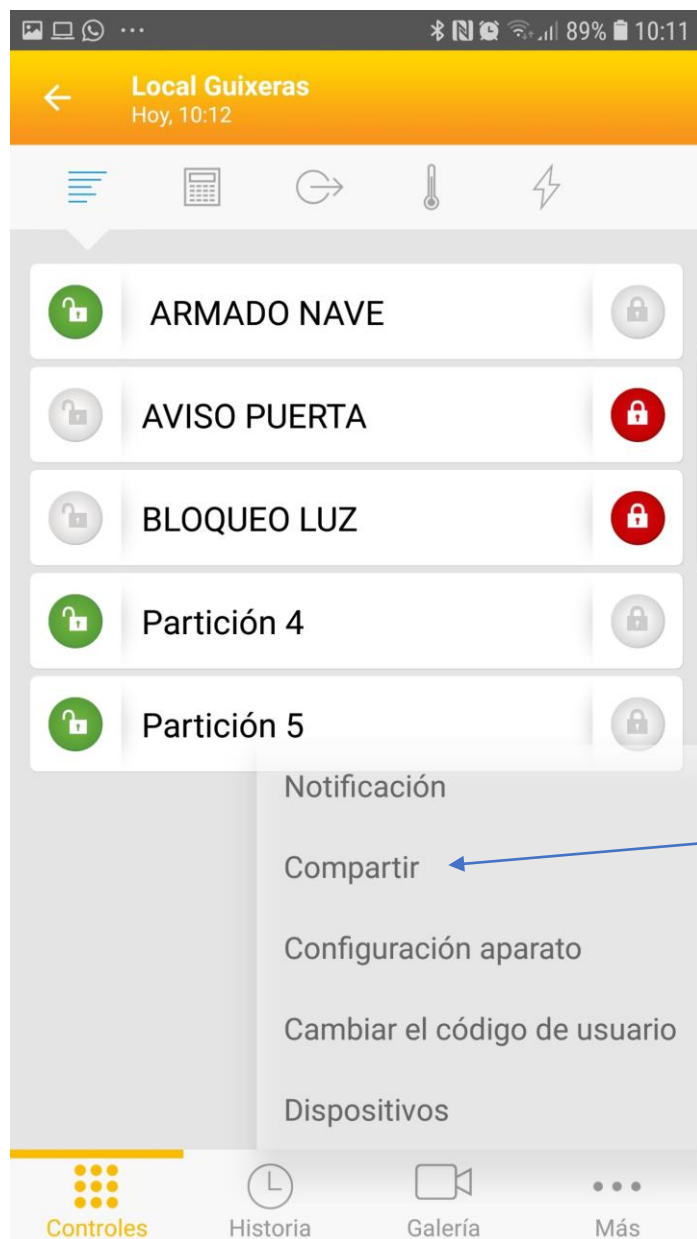 89% 10:11
Local Guixeras
Hoy, 10:12
ARMADO NAVE
AVISO PUERTA
BLOQUEO LUZ
Partición 4
Partición 5
Notificación
Compartir
Configuración aparato
Cambiar el código de usuario
Dispositivos
Controles Historia Galería Más